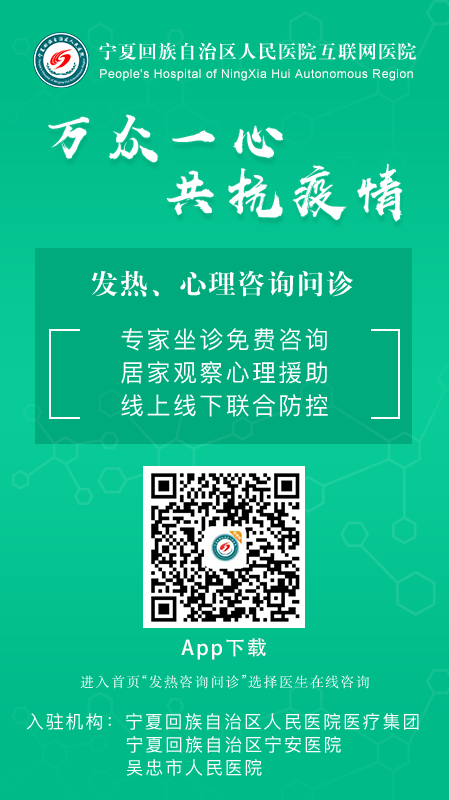 宁夏回族自治区人民医院互联网医院
People's Hospital of NingXia Hui Autonomous Region
万众一心
共抗疫情
发热、心理咨询问诊
专家坐诊免费咨询
居家观察心理援助
线上线下联合防控
App下载
进入首页“发热咨询问诊”选择医生在线咨询
入驻机构：宁夏回族自治区人民医院医疗集团
宁夏回族自治区宁安医院
吴忠市人民医院